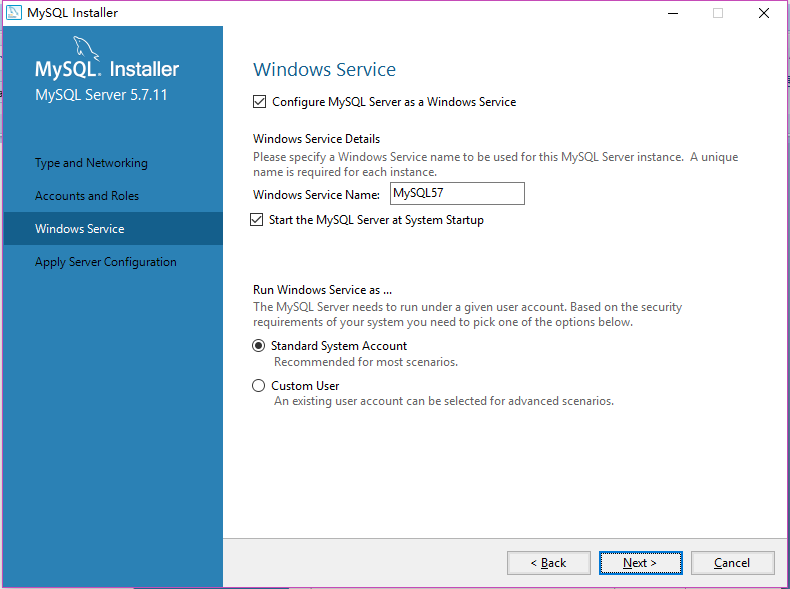 MySQL Installer
MySQL. Installer
MySQL Server 5.7.11
Type and Networking
Accounts and Roles
Windows Service
Apply Server Configuration
Windows Service
Configure MySQL Server as a Windows Service
Windows Service Details
Please specify a Windows Service name to be used for this MySQL Server instance.  A unique
name is required for each instance.
Windows Service Name: MySQL57
Start the MySQL Server at System Startup
Run Windows Service as ...
The MySQL Server needs to run under a given user account. Based on the security
requirements of your system you need to pick one of the options below.
Standard System Account
Recommended for most scenarios.
Custom User
An existing user account can be selected for advanced scenarios.
< Back Next > Cancel